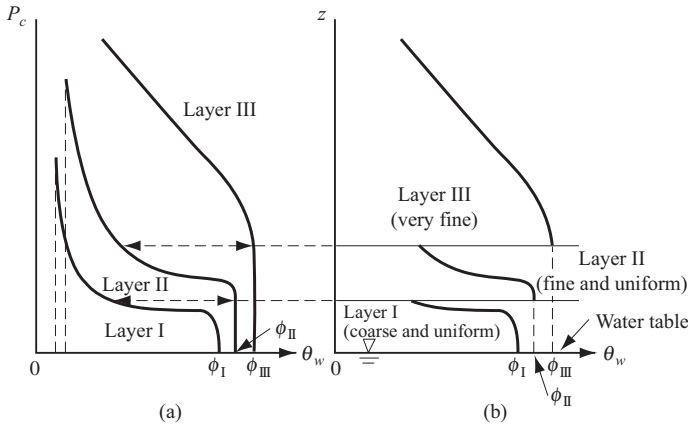 P_c
Layer III
Layer II
Layer I
ϕ_II
0
ϕ_I
ϕ_III
θ_w
(a)
z
Layer III
(very fine)
Layer II
(fine and uniform)
Layer I
(coarse and uniform)
Water table
0
ϕ_I
ϕ_III
θ_w
ϕ_II
(b)